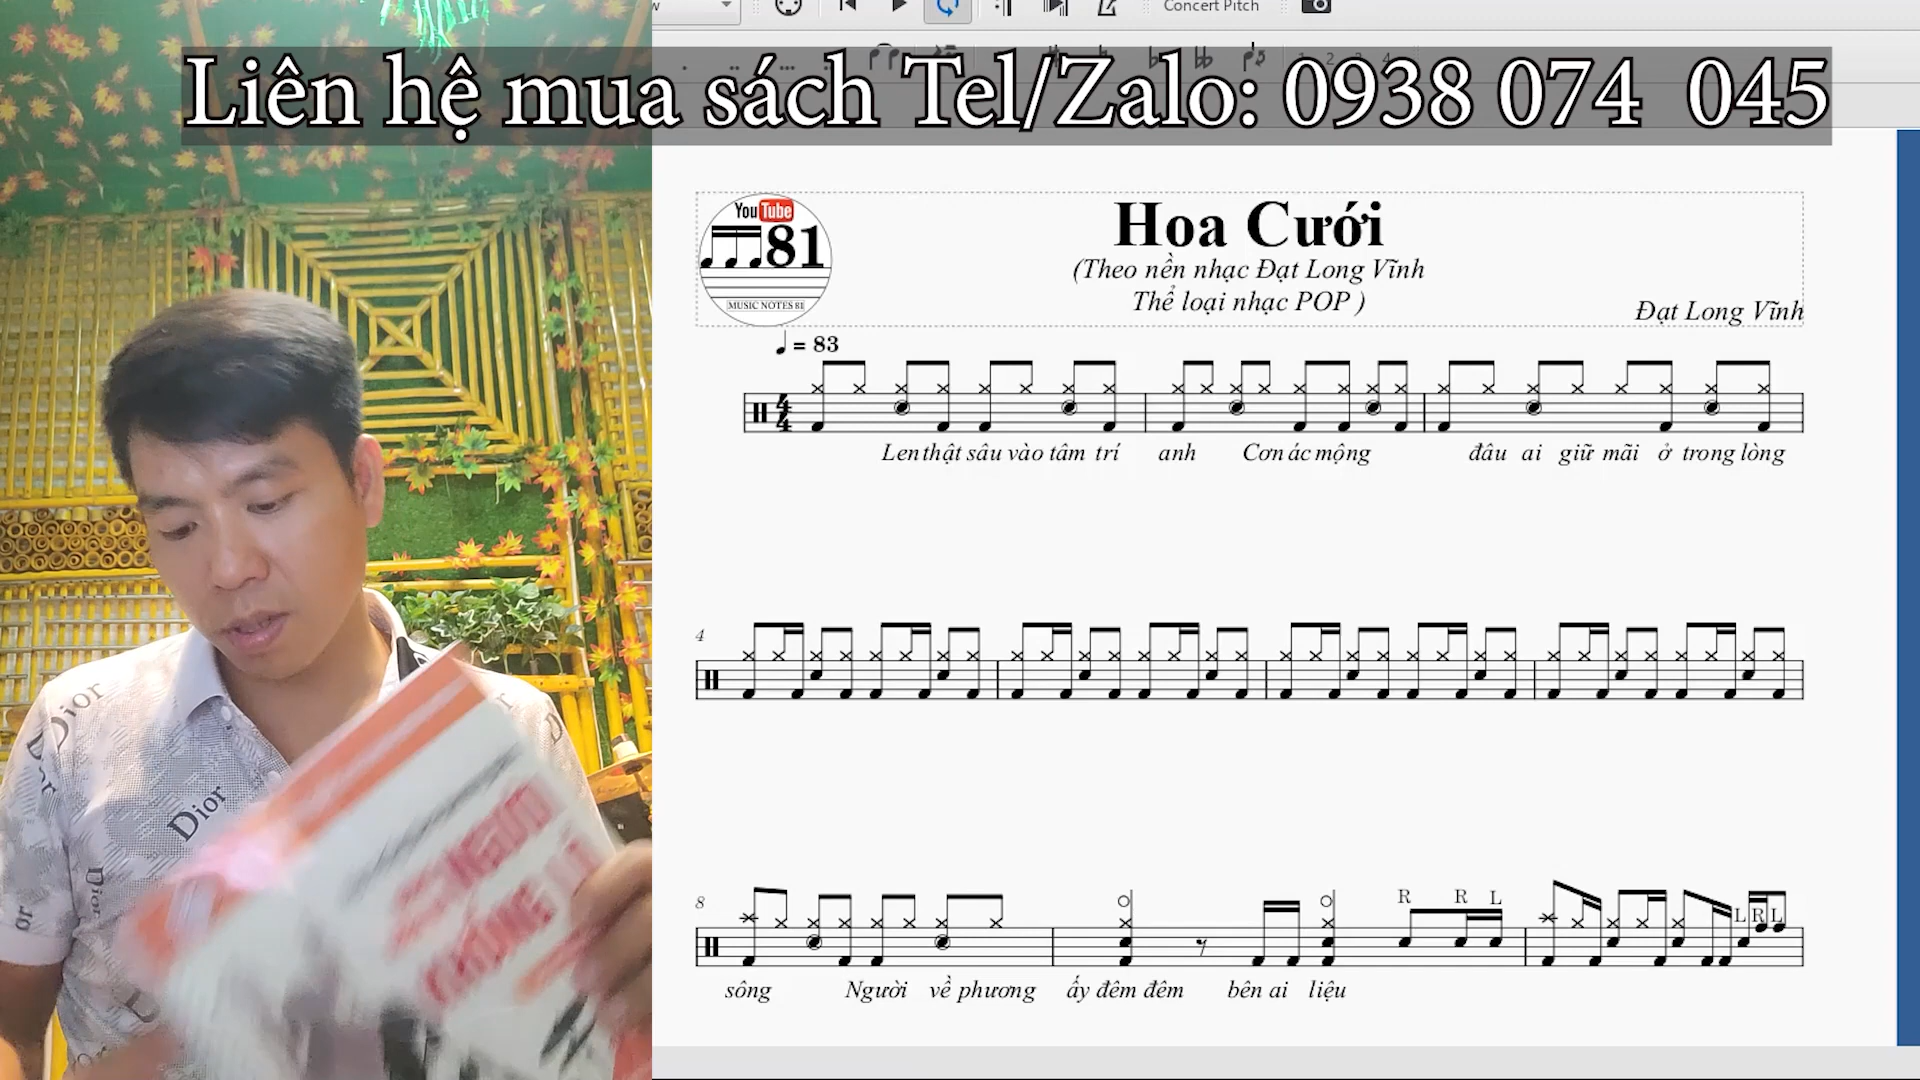 Concert Pitch
Liên hệ mua sách Tel/Zalo: 0938 074 045
YouTube
81
MUSIC NOTES 81
Hoa Cưới
(Theo nền nhạc Đạt Long Vĩnh
Thể loại nhạc POP )
Đạt Long Vĩnh
= 83
Len thật sâu vào tâm trí anh Cơn ác mộng đâu ai giữ mãi ở trong lòng
4
8
R R L L R L
sông Người về phương ấy đêm đêm bên ai liệu
Dior
Dior
Dior